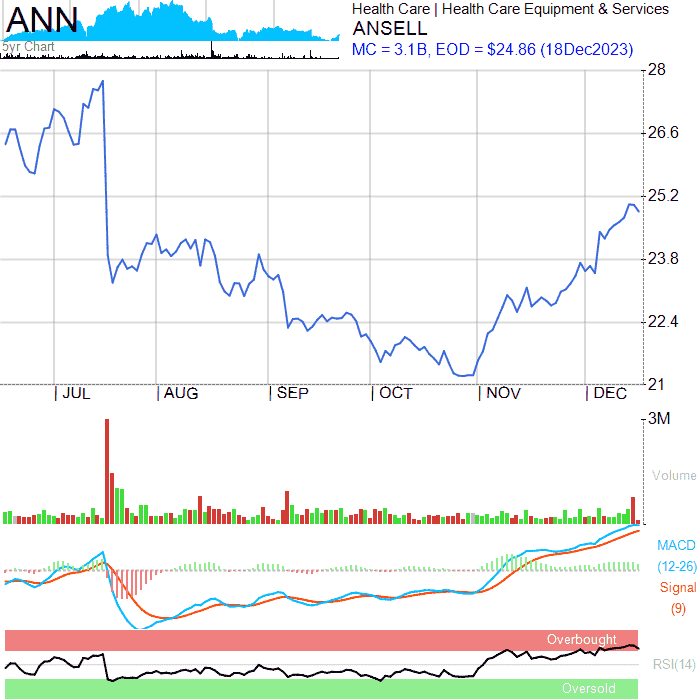 ANN
5yr Chart
Health Care | Health Care Equipment & Services
ANSELL
MC = 3.1B, EOD = $24.86 (18Dec2023)
28
26.6
25.2
23.8
22.4
21
| JUL | AUG | SEP | OCT | NOV | DEC
3M
Volume
MACD
(12-26)
Signal
(9)
Overbought
RSI(14)
Oversold